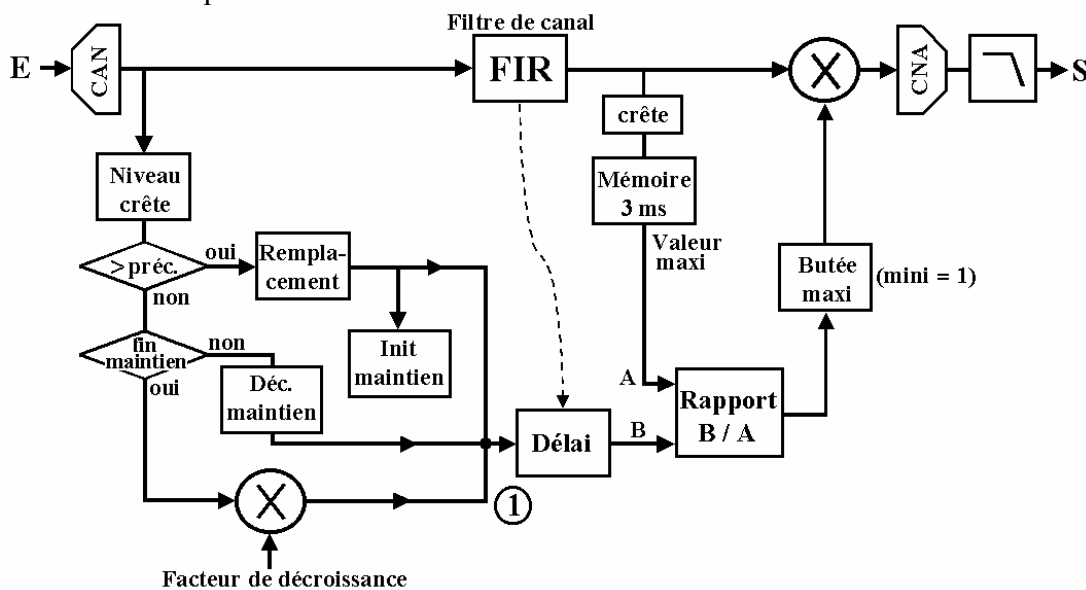 Filtre de canal
E
CAN
FIR
X
CNA
S
crête
Niveau
crête
Mémoire
3 ms
Valeur
maxi
> préc.
oui
Rempla-
cement
non
Butée
maxi
(mini = 1)
fin
maintien
non
oui
Init
maintien
Déc.
maintien
A
Rapport
B / A
Délai
B
X
1
Facteur de décroissance